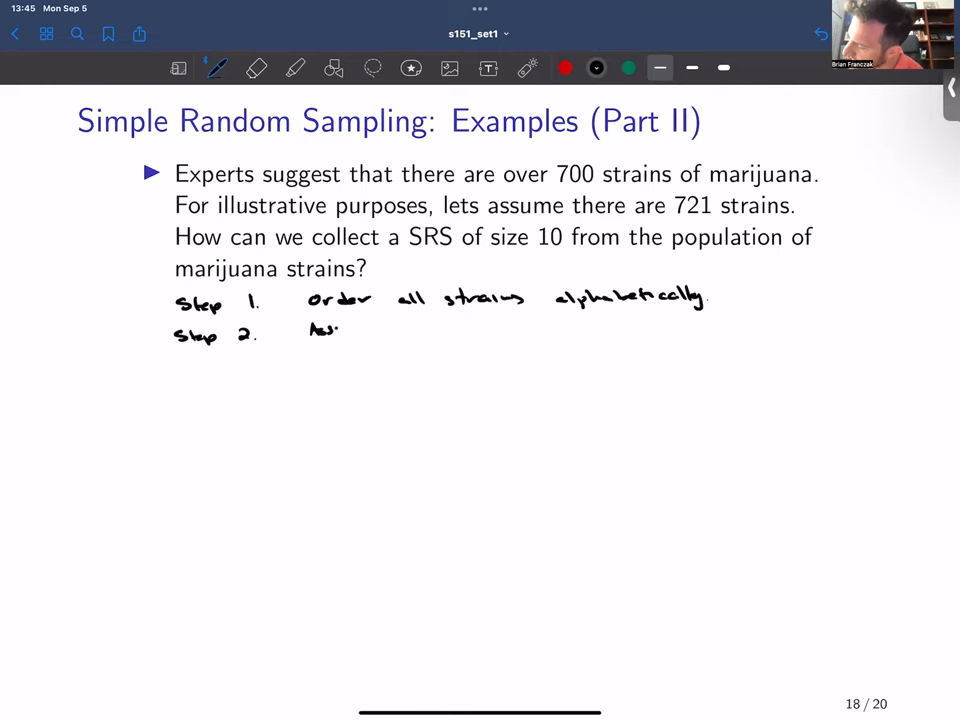 13:45 Mon Sep 5
s151_set1
Brian Franczak
Simple Random Sampling: Examples (Part II)
Experts suggest that there are over 700 strains of marijuana.
For illustrative purposes, lets assume there are 721 strains.
How can we collect a SRS of size 10 from the population of
marijuana strains?
Step 1. Order all strains alphabetically.
Step 2. Ass
18 / 20